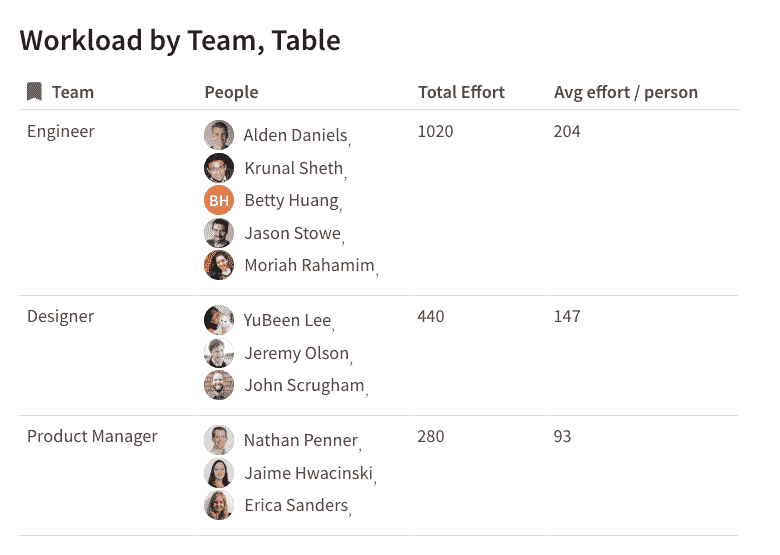 Workload by Team, Table
Team People Total Effort Avg effort / person
Engineer Alden Daniels, 1020 204
Krunal Sheth,
BH Betty Huang,
Jason Stowe,
Moriah Rahamim,
Designer YuBeen Lee, 440 147
Jeremy Olson,
John Scrugham,
Product Manager Nathan Penner, 280 93
Jaime Hwacinski,
Erica Sanders,